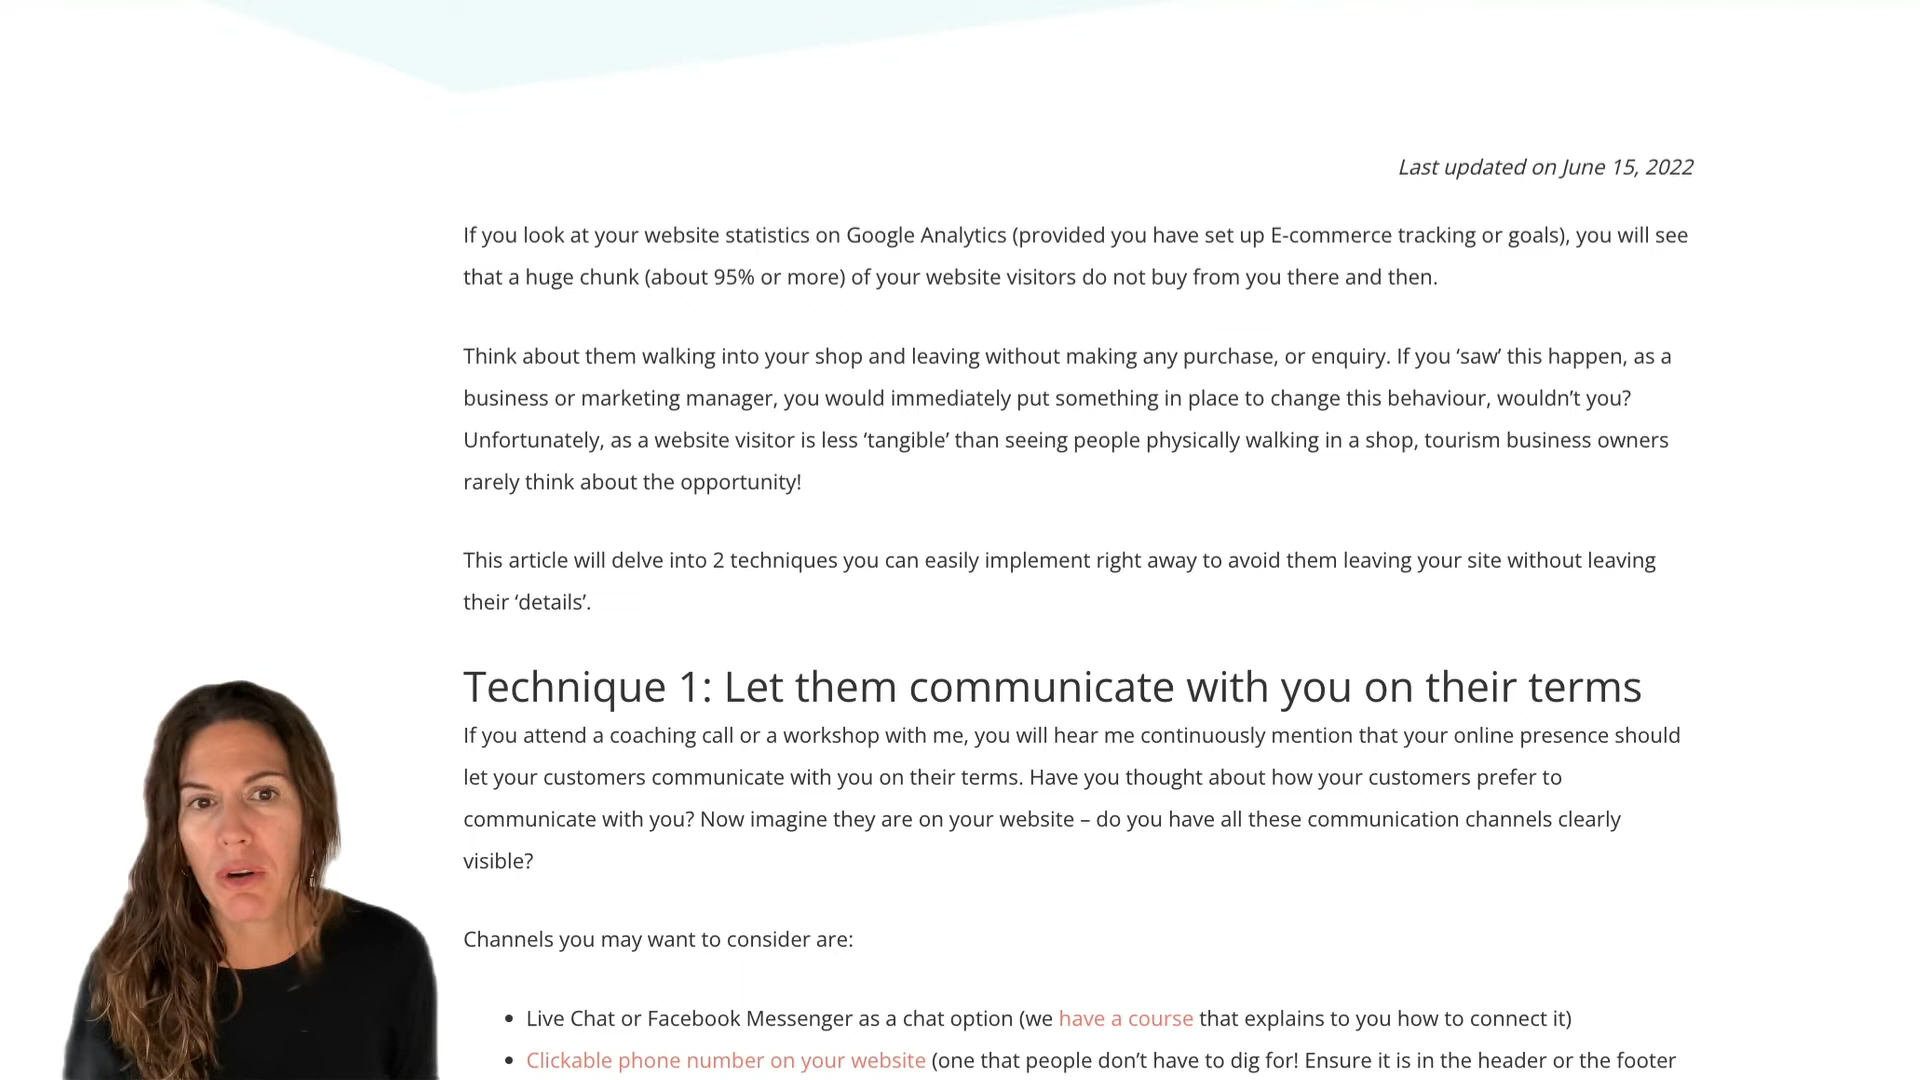 Last updated on June 15, 2022
If you look at your website statistics on Google Analytics (provided you have set up E-commerce tracking or goals), you will see
that a huge chunk (about 95% or more) of your website visitors do not buy from you there and then.
Think about them walking into your shop and leaving without making any purchase, or enquiry. If you ‘saw’ this happen, as a
business or marketing manager, you would immediately put something in place to change this behaviour, wouldn’t you?
Unfortunately, as a website visitor is less ‘tangible’ than seeing people physically walking in a shop, tourism business owners
rarely think about the opportunity!
This article will delve into 2 techniques you can easily implement right away to avoid them leaving your site without leaving
their ‘details’.
Technique 1: Let them communicate with you on their terms
If you attend a coaching call or a workshop with me, you will hear me continuously mention that your online presence should
let your customers communicate with you on their terms. Have you thought about how your customers prefer to
communicate with you? Now imagine they are on your website – do you have all these communication channels clearly
visible?
Channels you may want to consider are:
• Live Chat or Facebook Messenger as a chat option (we have a course that explains to you how to connect it)
• Clickable phone number on your website (one that people don’t have to dig for! Ensure it is in the header or the footer